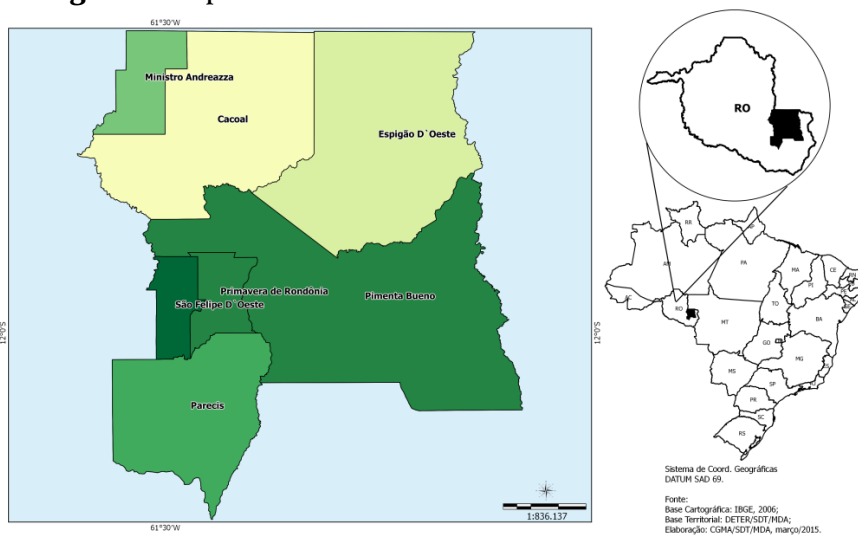 61°30'W
Ministro Andreazza
Cacoal
Espigão D`Oeste
Primavera de Rondônia
São Felipe D`Oeste
Pimenta Bueno
Parecis
12°0'S
12°0'S
61°30'W
1:836.137
RO
RR
AP
AM
PA
MA
CE
PI
AC
RO
TO
BA
MT
GO
MG
MS
SP
PR
SC
RS
Sistema de Coord. Geográficas
DATUM SAD 69.
Fonte:
Base Cartográfica: IBGE, 2006;
Base Territorial: DETER/SDT/MDA;
Elaboração: CGMA/SDT/MDA, março/2015.